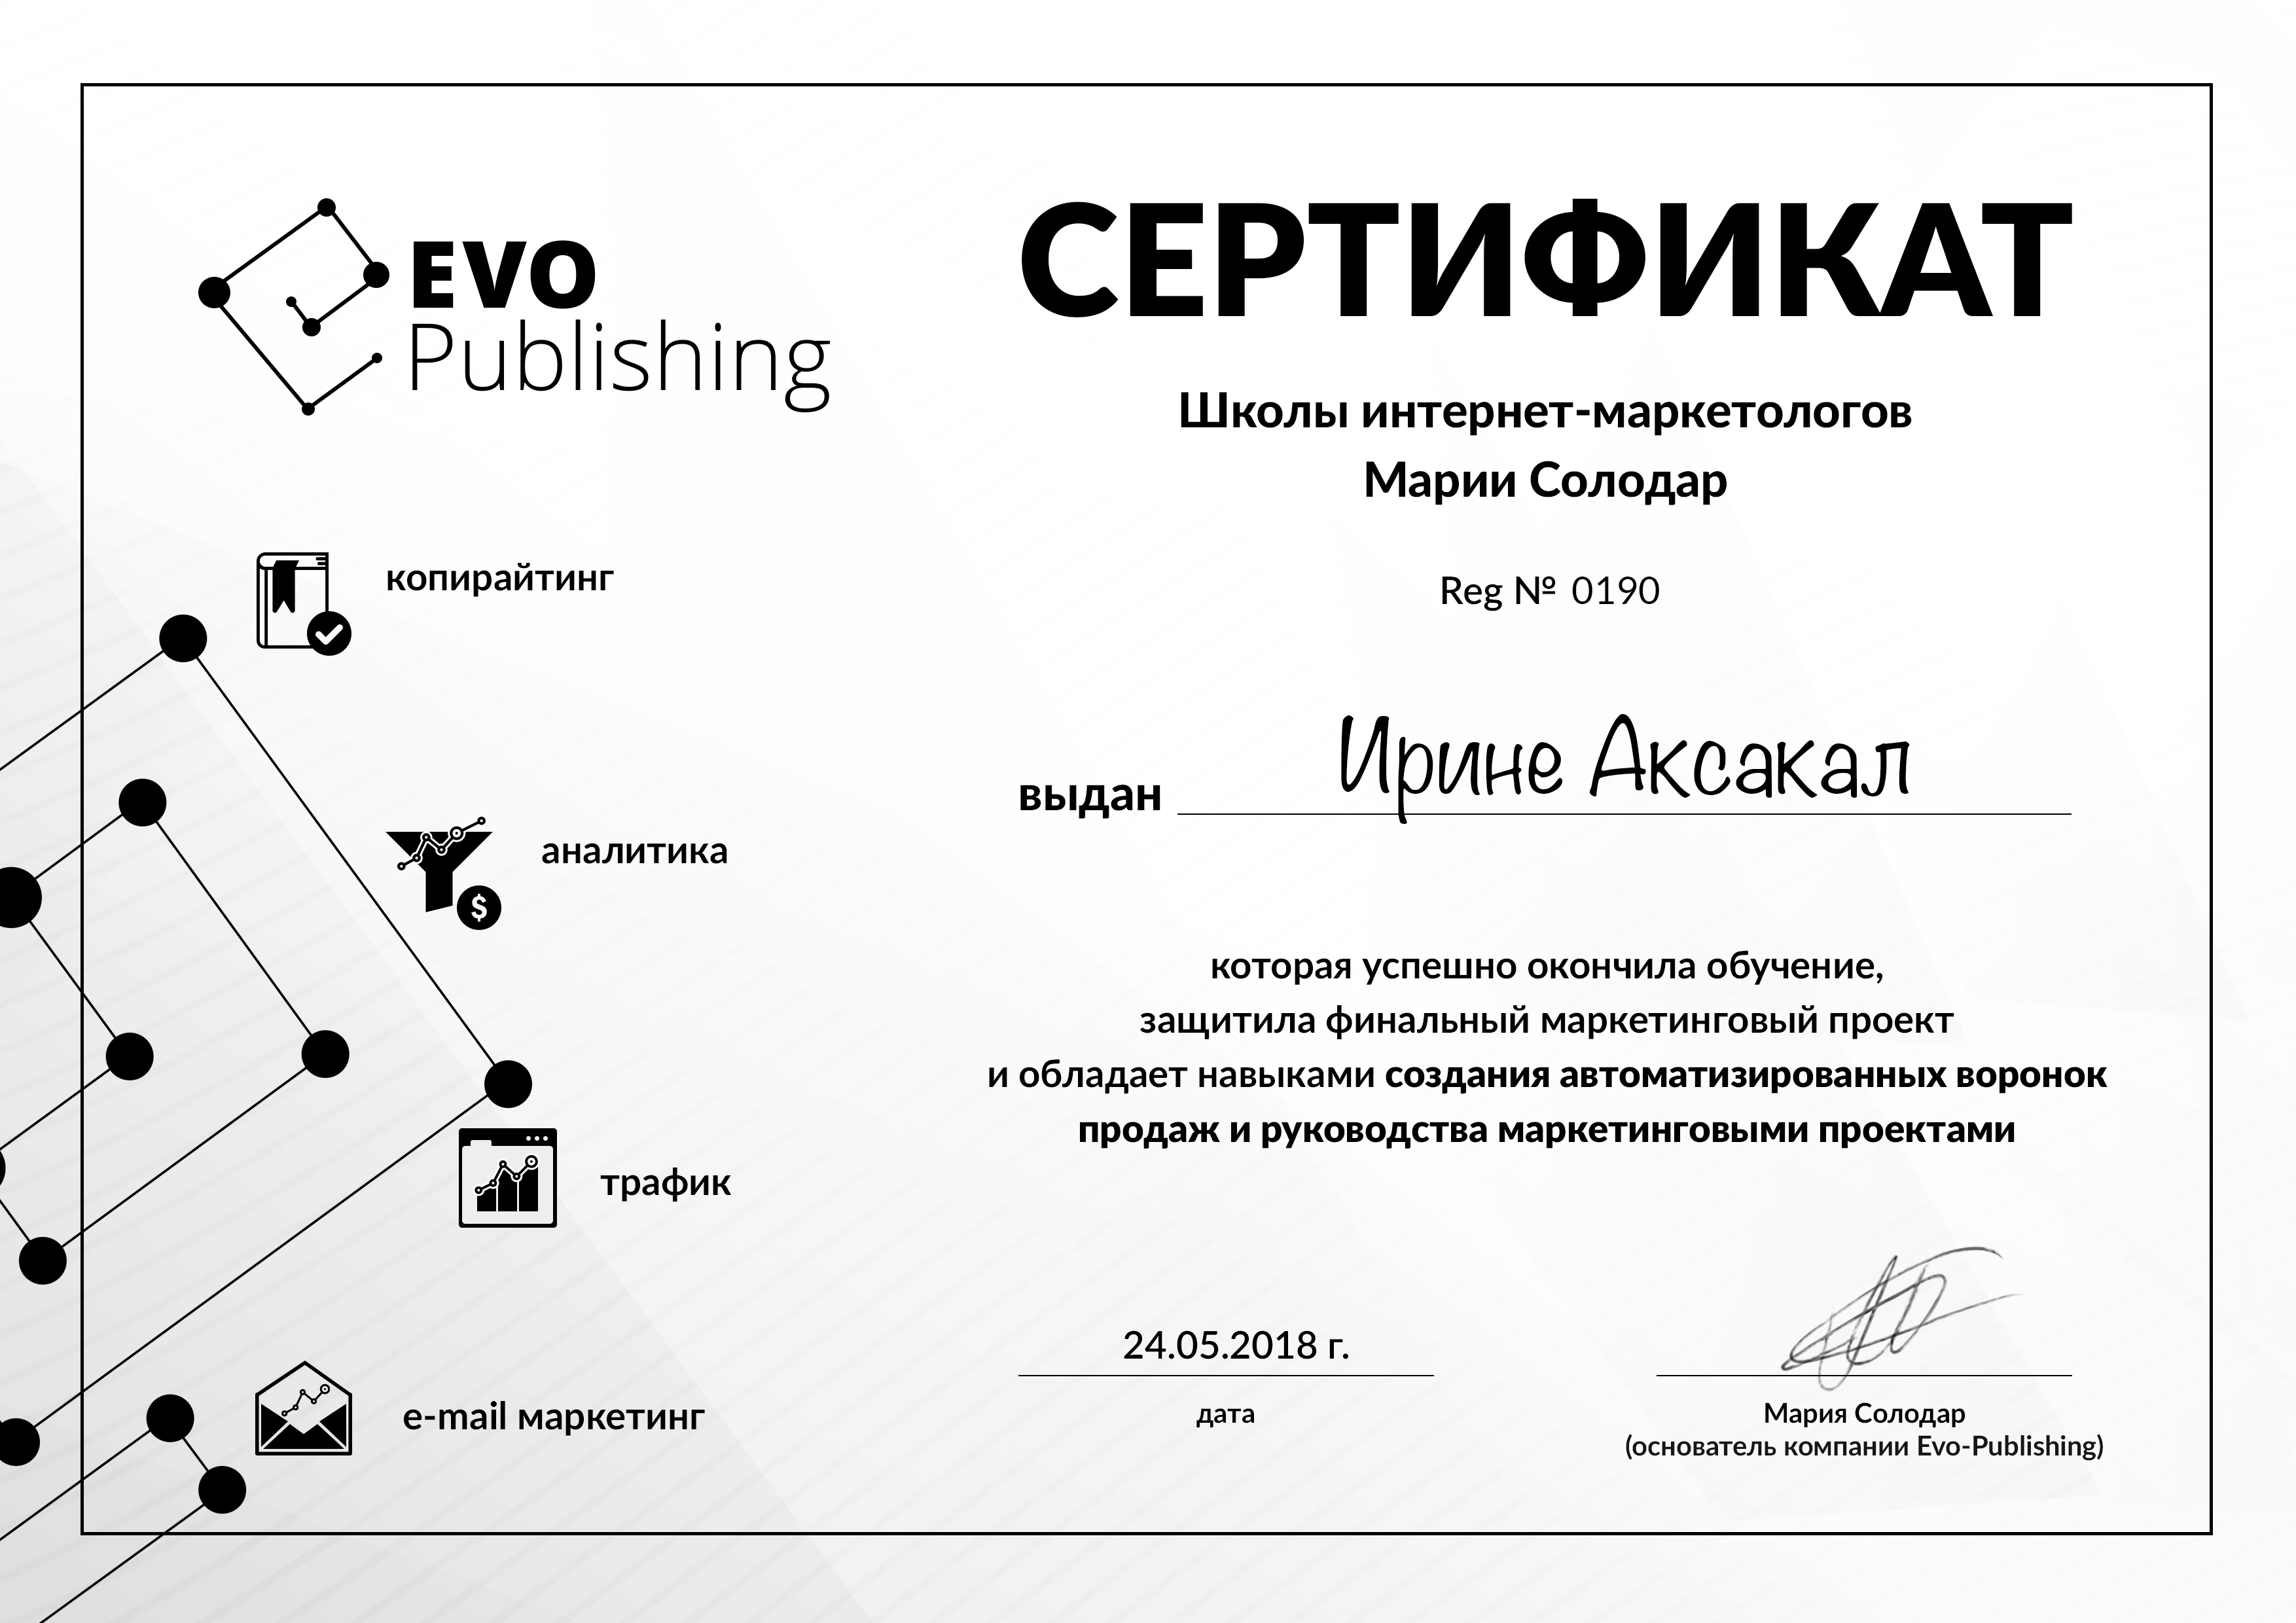 EVO
Publishing
СЕРТИФИКАТ
Школы интернет-маркетологов
Марии Солодар
Reg № 0190
копирайтинг
выдан Ирине Аксакал
аналитика
которая успешно окончила обучение,
защитила финальный маркетинговый проект
и обладает навыками создания автоматизированных воронок
продаж и руководства маркетинговыми проектами
трафик
24.05.2018 г.
дата
Мария Солодар
(основатель компании Evo-Publishing)
e-mail маркетинг